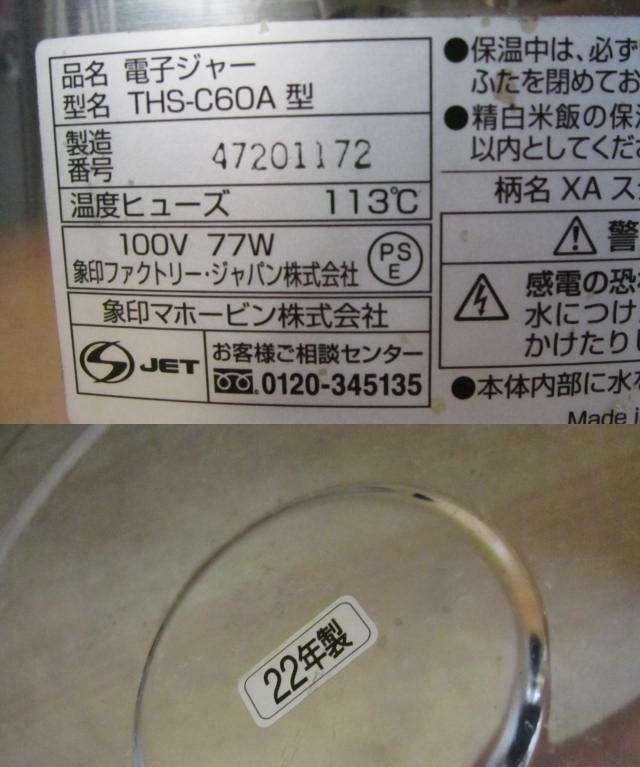 品名 電子ジャー
型名 THS-C60A 型
製造番号 47201172
温度ヒューズ 113℃
100V 77W
象印ファクトリー・ジャパン株式会社
PS
E
象印マホービン株式会社
JET
お客様ご相談センター
0120-345135
●保温中は、必ず
ふたを閉めてお
●精白米飯の保
以内としてくだ
柄名 XA ス
警
感電の恐
水につけ
かけたり
●本体内部に水
Made i
22年製